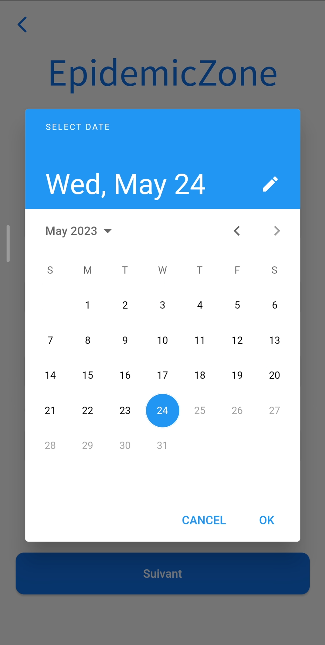 EpidemicZone
SELECT DATE
Wed, May 24
May 2023
S M T W T F S
1 2 3 4 5 6
7 8 9 10 11 12 13
14 15 16 17 18 19 20
21 22 23 24 25 26 27
28 29 30 31
CANCEL OK
Suivant